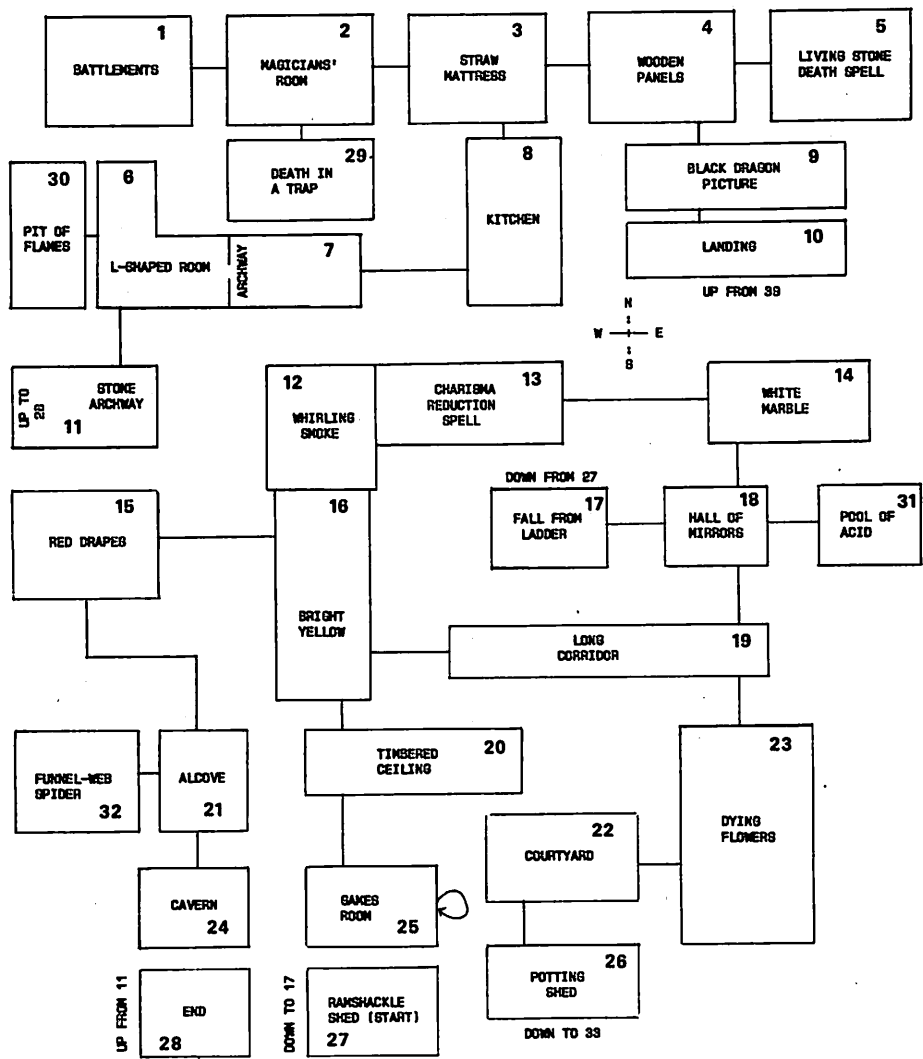 1
BATTLEMENTS
2
MAGICIANS'
ROOM
3
STRAW
MATTRESS
4
WOODEN
PANELS
5
LIVING STONE
DEATH SPELL
30
PIT OF
FLAMES
6
L-SHAPED ROOM
29
DEATH IN
A TRAP
7
ARCHWAY
8
KITCHEN
9
BLACK DRAGON
PICTURE
10
LANDING
UP FROM 33
N
W E
S
UP TO
28
STONE
ARCHWAY
11
12
WHIRLING
SMOKE
13
CHARISMA
REDUCTION
SPELL
14
WHITE
MARBLE
15
RED DRAPES
16
BRIGHT
YELLOW
DOWN FROM 27
17
FALL FROM
LADDER
18
HALL OF
MIRRORS
31
POOL OF
ACID
19
LONG
CORRIDOR
FUNNEL-WEB
SPIDER
32
ALCOVE
21
20
TIMBERED
CEILING
22
COURTYARD
23
DYING
FLOWERS
CAVERN
24
GAMES
ROOM
25
26
POTTING
SHED
DOWN TO 33
UP FROM 11
END
28
DOWN TO 17
RAMSHACKLE
SHED (START)
27